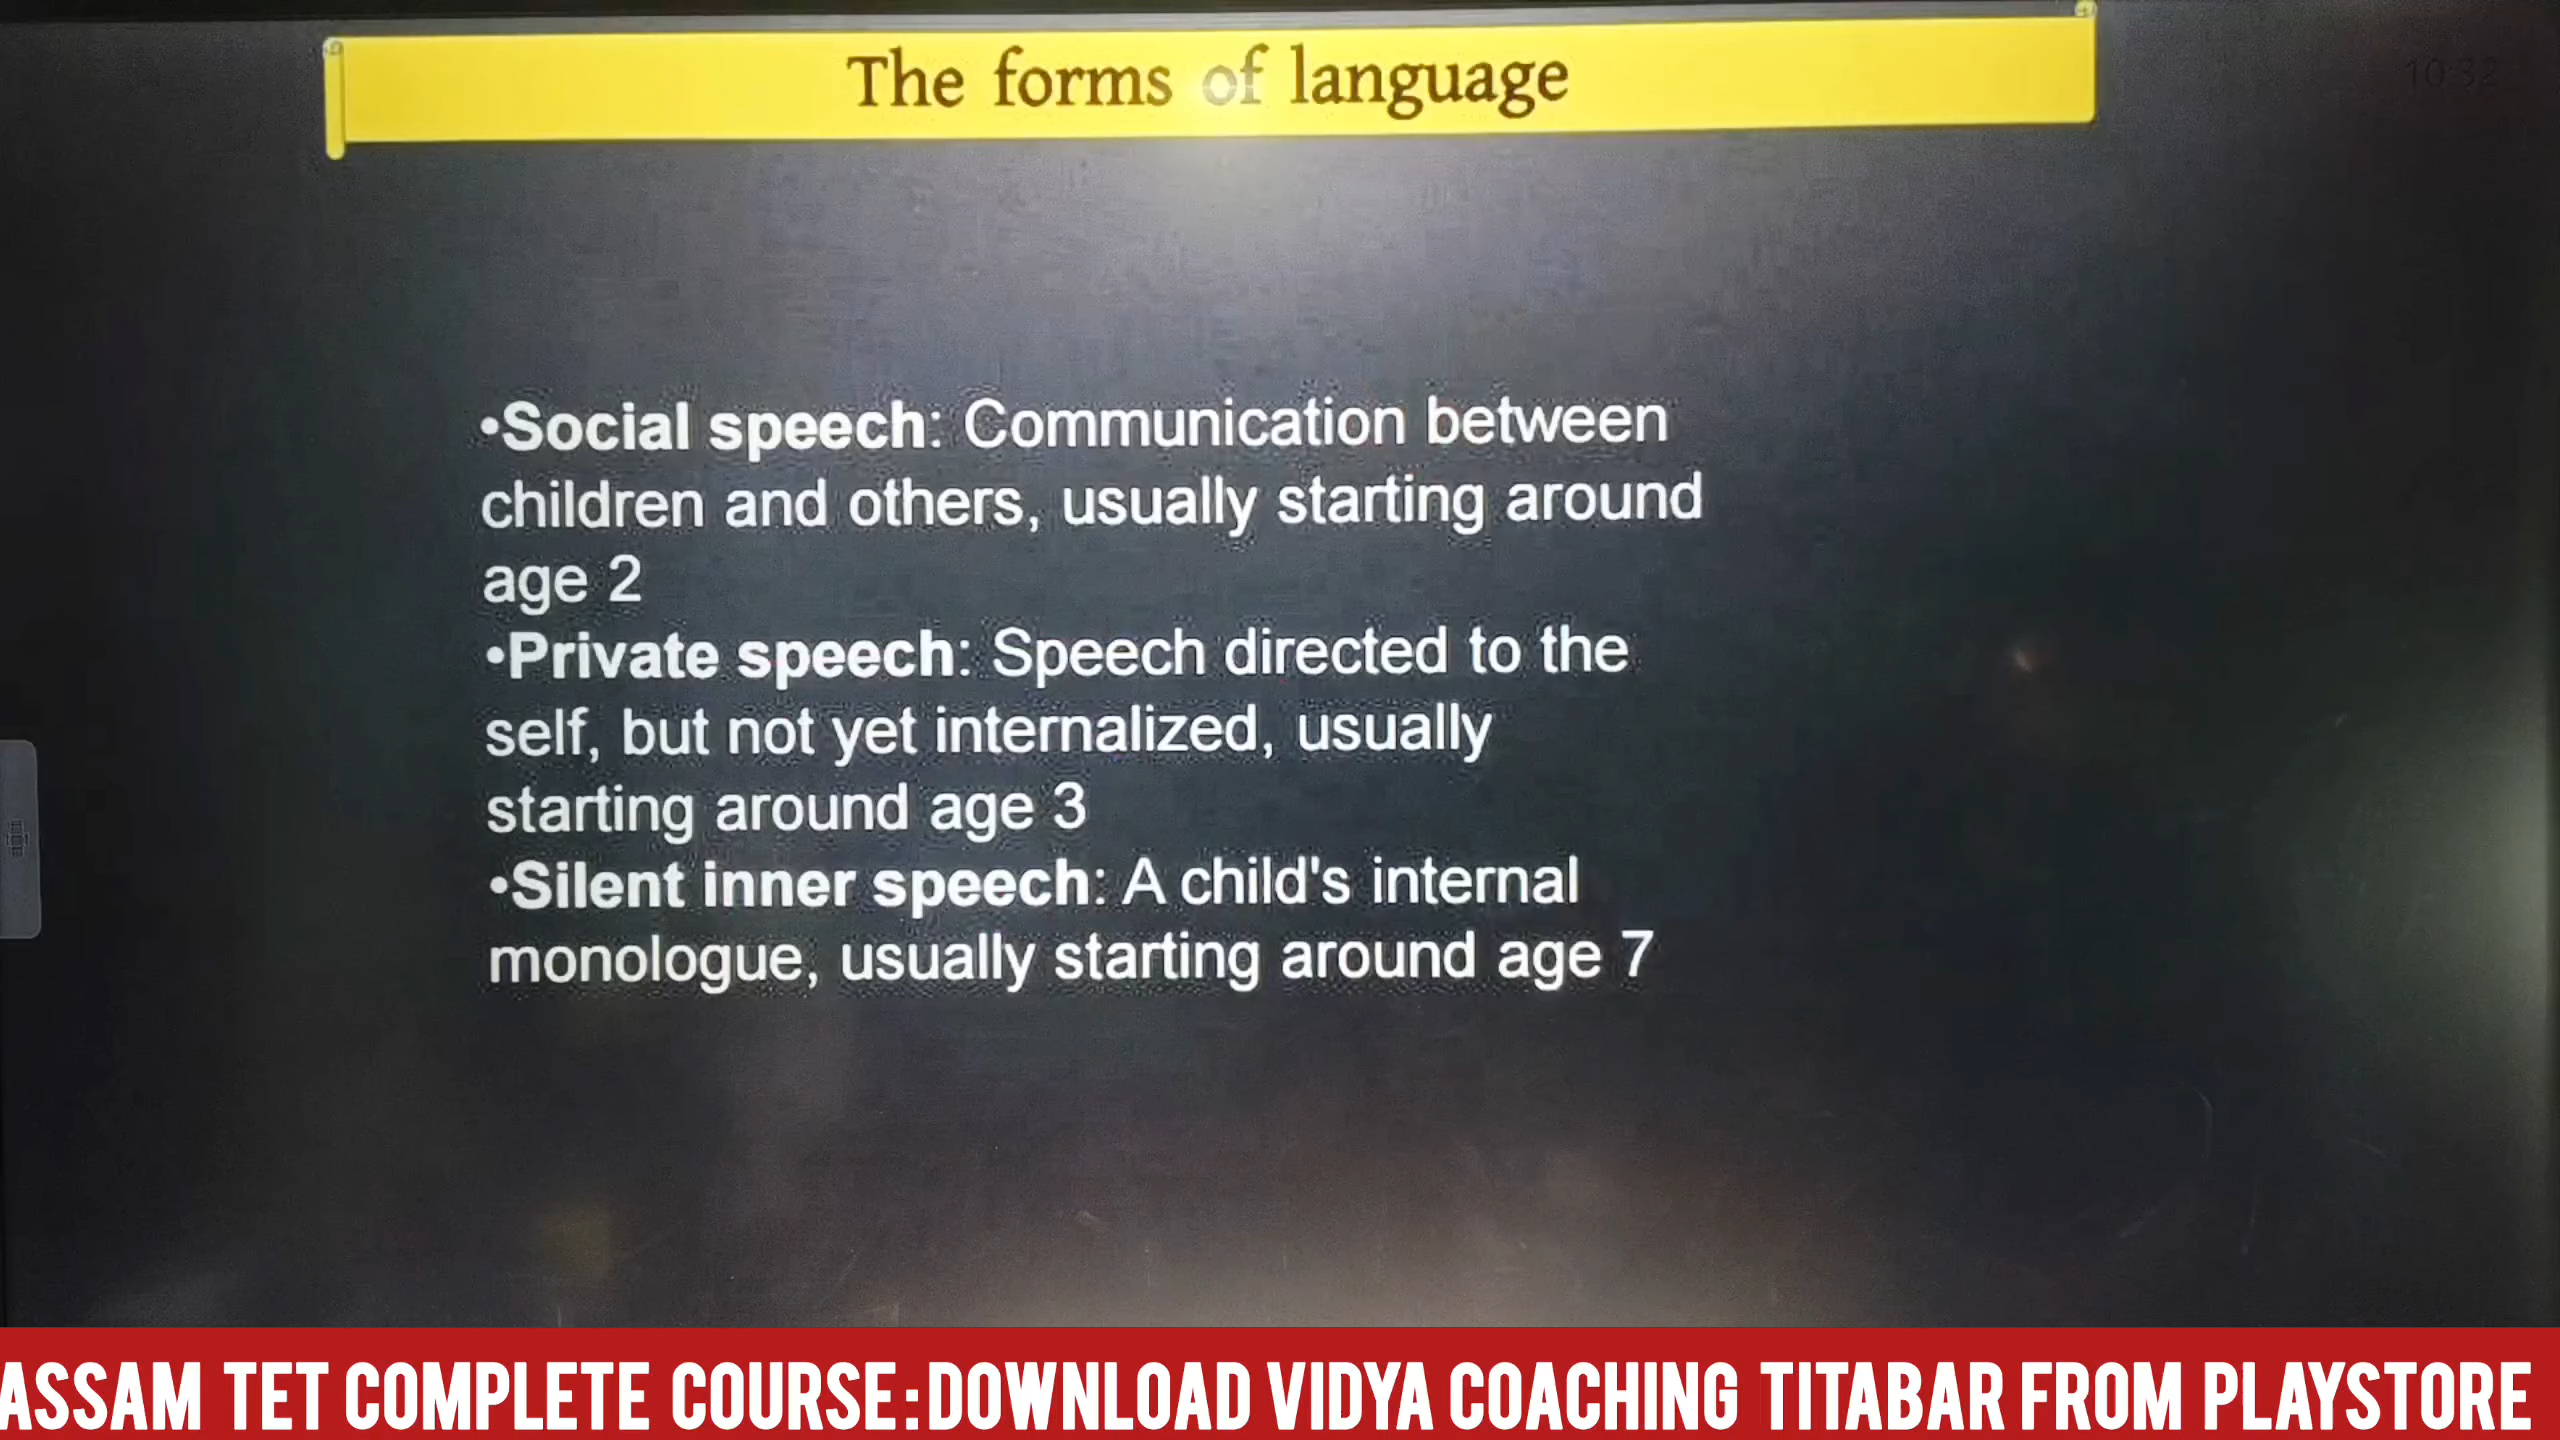 The forms of language
10:32
•Social speech: Communication between
children and others, usually starting around
age 2
•Private speech: Speech directed to the
self, but not yet internalized, usually
starting around age 3
•Silent inner speech: A child's internal
monologue, usually starting around age 7
ASSAM TET COMPLETE COURSE:DOWNLOAD VIDYA COACHING TITABAR FROM PLAYSTORE